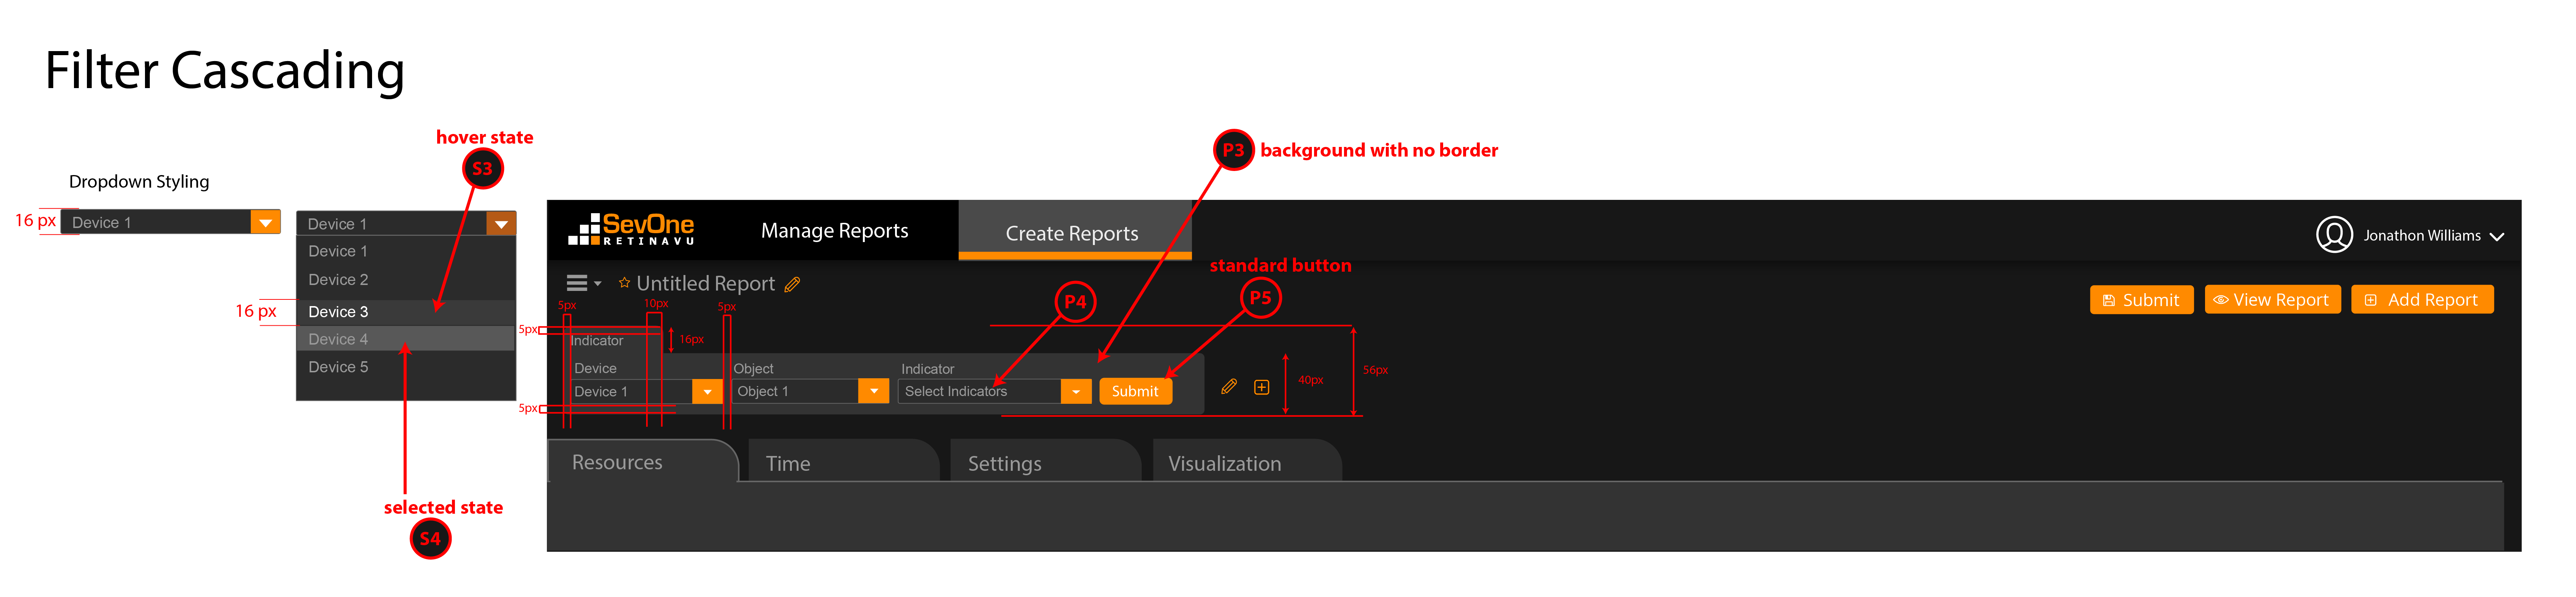 Filter Cascading
hover state
S3
P3 background with no border
Dropdown Styling
16 px Device 1
Device 1
Device 1
Device 2
16 px Device 3
Device 4
Device 5
selected state
S4
SevOne
RETINAVU
Manage Reports
Create Reports
Jonathon Williams
Untitled Report
standard button
P4
P5
Submit
View Report
Add Report
5px
10px
5px
5px
16px
Indicator
Device
Object
Indicator
Device 1
Object 1
Select Indicators
Submit
40px
56px
5px
Resources
Time
Settings
Visualization